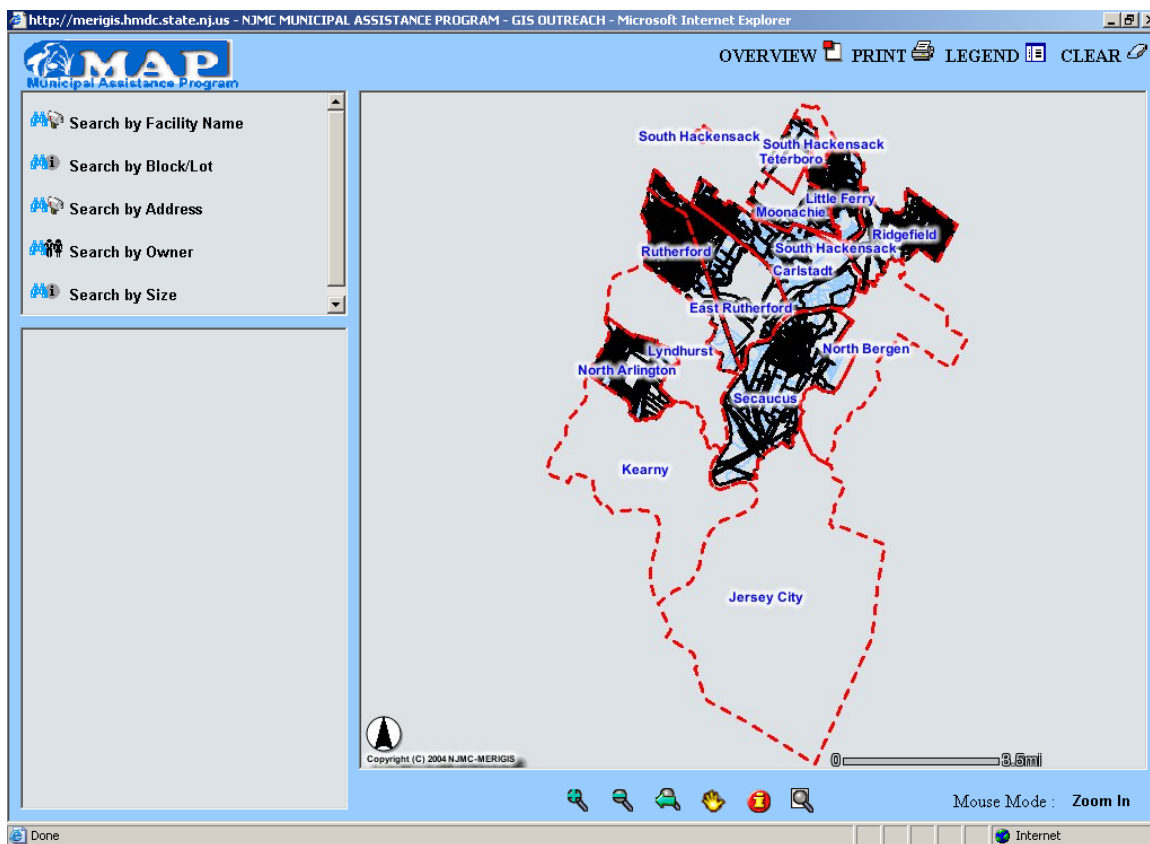 http://merigis.hmdc.state.nj.us - NJMC MUNICIPAL ASSISTANCE PROGRAM - GIS OUTREACH - Microsoft Internet Explorer
MAP
Municipal Assistance Program
OVERVIEW PRINT LEGEND CLEAR
Search by Facility Name
Search by Block/Lot
Search by Address
Search by Owner
Search by Size
South Hackensack
South Hackensack
Teterboro
Little Ferry
Moonachie
Ridgefield
Rutherford
South Hackensack
Carlstadt
East Rutherford
Lyndhurst
North Bergen
North Arlington
Secaucus
Kearny
Jersey City
Copyright (C) 2004 NJMC-MERIGIS
0 3.5mi
Mouse Mode : Zoom In
Done
Internet